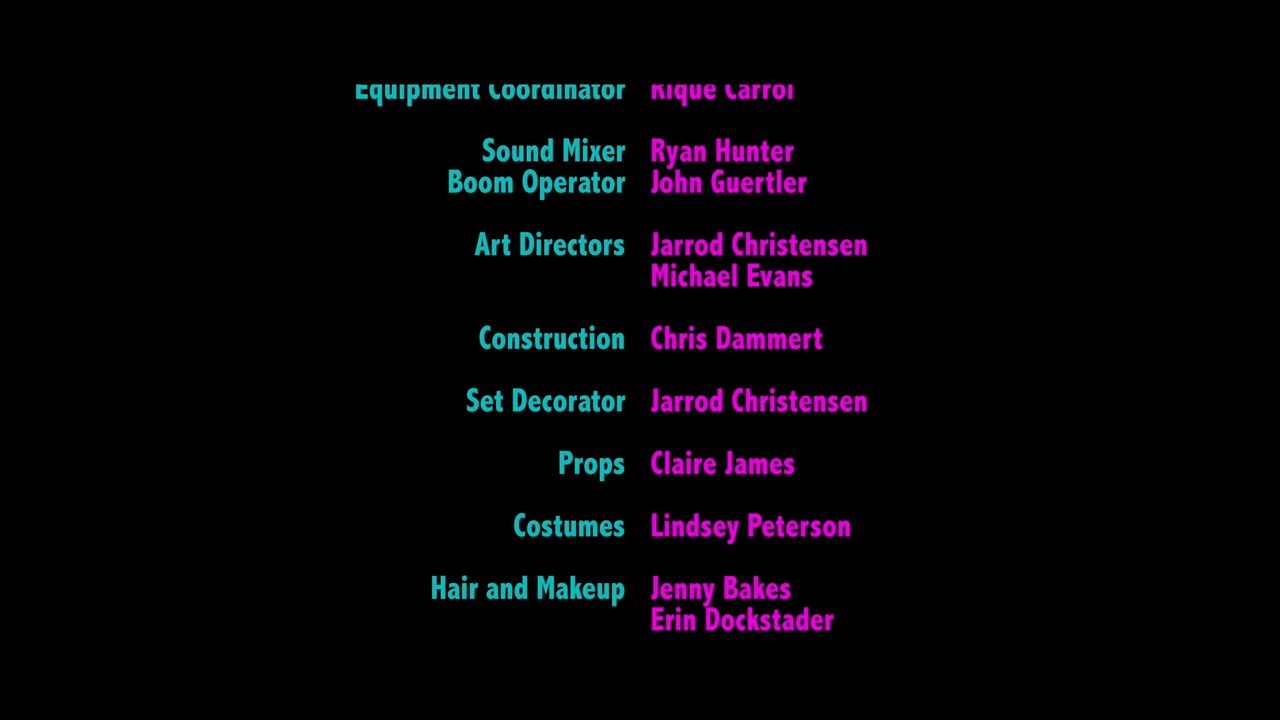 Equipment Coordinator Rique Carrol
Sound Mixer Ryan Hunter
Boom Operator John Guertler
Art Directors Jarrod Christensen
Michael Evans
Construction Chris Dammert
Set Decorator Jarrod Christensen
Props Claire James
Costumes Lindsey Peterson
Hair and Makeup Jenny Bakes
Erin Dockstader